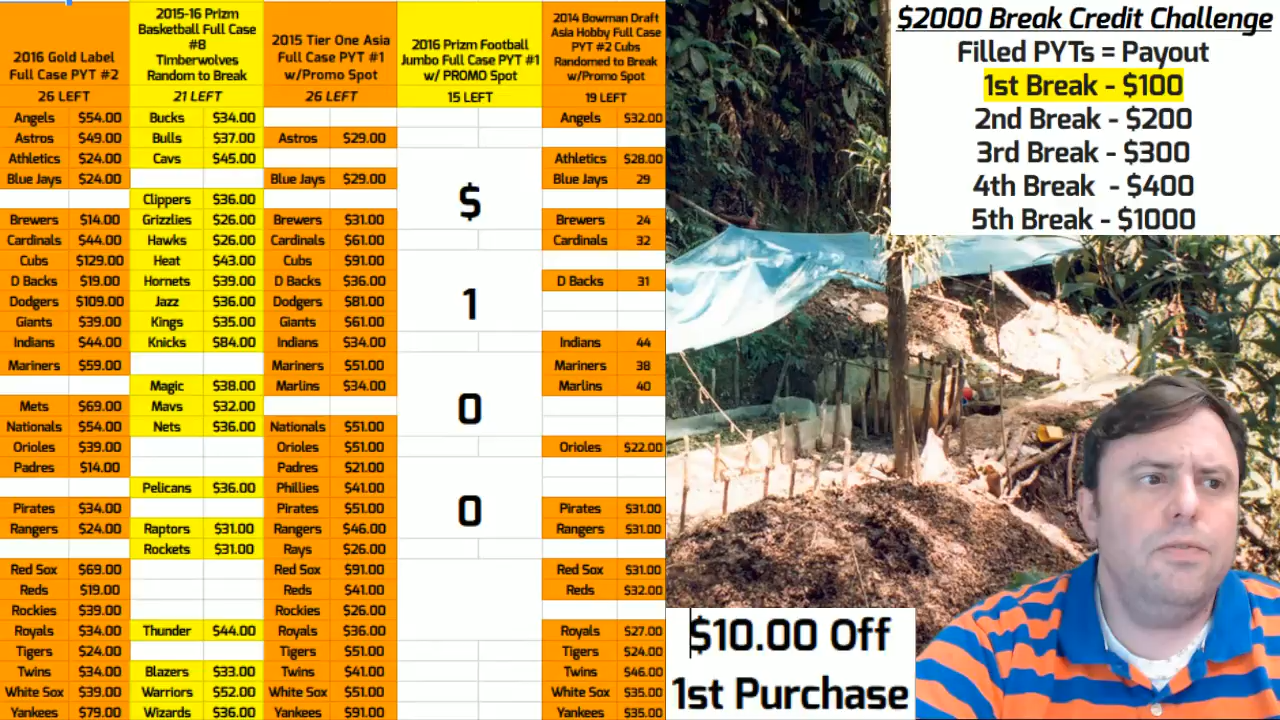 2016 Gold Label
Full Case PYT #2
26 LEFT
Angels $54.00
Astros $49.00
Athletics $24.00
Blue Jays $24.00
Brewers $14.00
Cardinals $44.00
Cubs $129.00
D Backs $19.00
Dodgers $109.00
Giants $39.00
Indians $44.00
Mariners $59.00
Mets $69.00
Nationals $54.00
Orioles $39.00
Padres $14.00
Pirates $34.00
Rangers $24.00
Red Sox $69.00
Reds $19.00
Rockies $39.00
Royals $34.00
Tigers $24.00
Twins $34.00
White Sox $39.00
Yankees $79.00
2015-16 Prizm
Basketball Full Case
#8
Timberwolves
Random to Break
21 LEFT
Bucks $34.00
Bulls $37.00
Cavs $45.00
Clippers $36.00
Grizzlies $26.00
Hawks $26.00
Heat $43.00
Hornets $39.00
Jazz $36.00
Kings $35.00
Knicks $84.00
Magic $38.00
Mavs $32.00
Nets $36.00
Pelicans $36.00
Raptors $31.00
Rockets $31.00
Thunder $44.00
Blazers $33.00
Warriors $52.00
Wizards $36.00
2015 Tier One Asia
Full Case PYT #1
w/Promo Spot
26 LEFT
Astros $29.00
Blue Jays $29.00
Brewers $31.00
Cardinals $61.00
Cubs $91.00
D Backs $36.00
Dodgers $81.00
Giants $61.00
Indians $34.00
Mariners $51.00
Marlins $34.00
Nationals $51.00
Orioles $51.00
Padres $21.00
Phillies $41.00
Pirates $51.00
Rangers $46.00
Rays $26.00
Red Sox $91.00
Reds $41.00
Rockies $26.00
Royals $36.00
Tigers $51.00
Twins $41.00
White Sox $51.00
Yankees $91.00
2016 Prizm Football
Jumbo Full Case PYT #1
w/ PROMO Spot
15 LEFT
$
1
0
0
2014 Bowman Draft
Asia Hobby Full Case
PYT #2 Cubs
Randomed to Break
w/Promo Spot
19 LEFT
Angels $32.00
Athletics $28.00
Blue Jays 29
Brewers 24
Cardinals 32
D Backs 31
Indians 44
Mariners 38
Marlins 40
Orioles $22.00
Pirates $31.00
Rangers $31.00
Red Sox $31.00
Reds $32.00
Royals $27.00
Tigers $24.00
Twins $46.00
White Sox $35.00
Yankees $35.00
$2000 Break Credit Challenge
Filled PYTs = Payout
1st Break - $100
2nd Break - $200
3rd Break - $300
4th Break - $400
5th Break - $1000
$10.00 Off
1st Purchase